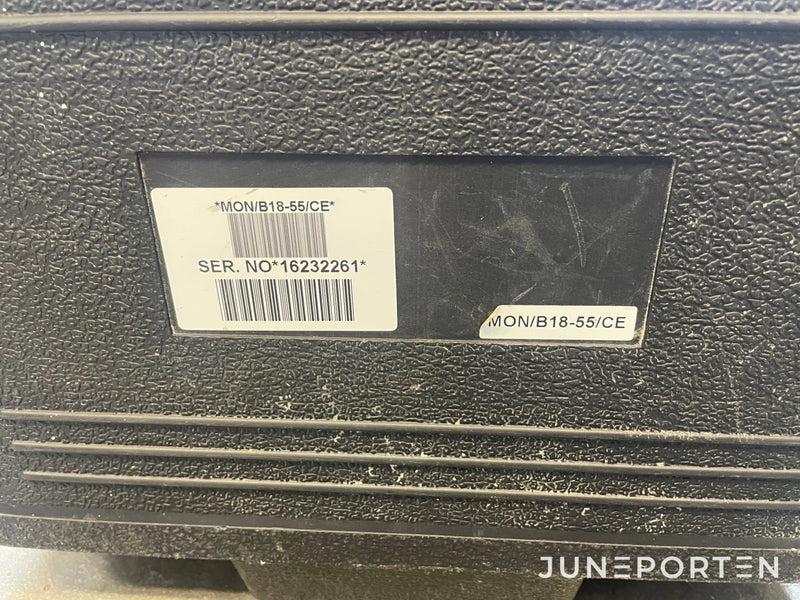 *MON/B18-55/CE*
SER. NO*16232261*
MON/B18-55/CE
JUNEPORTEN